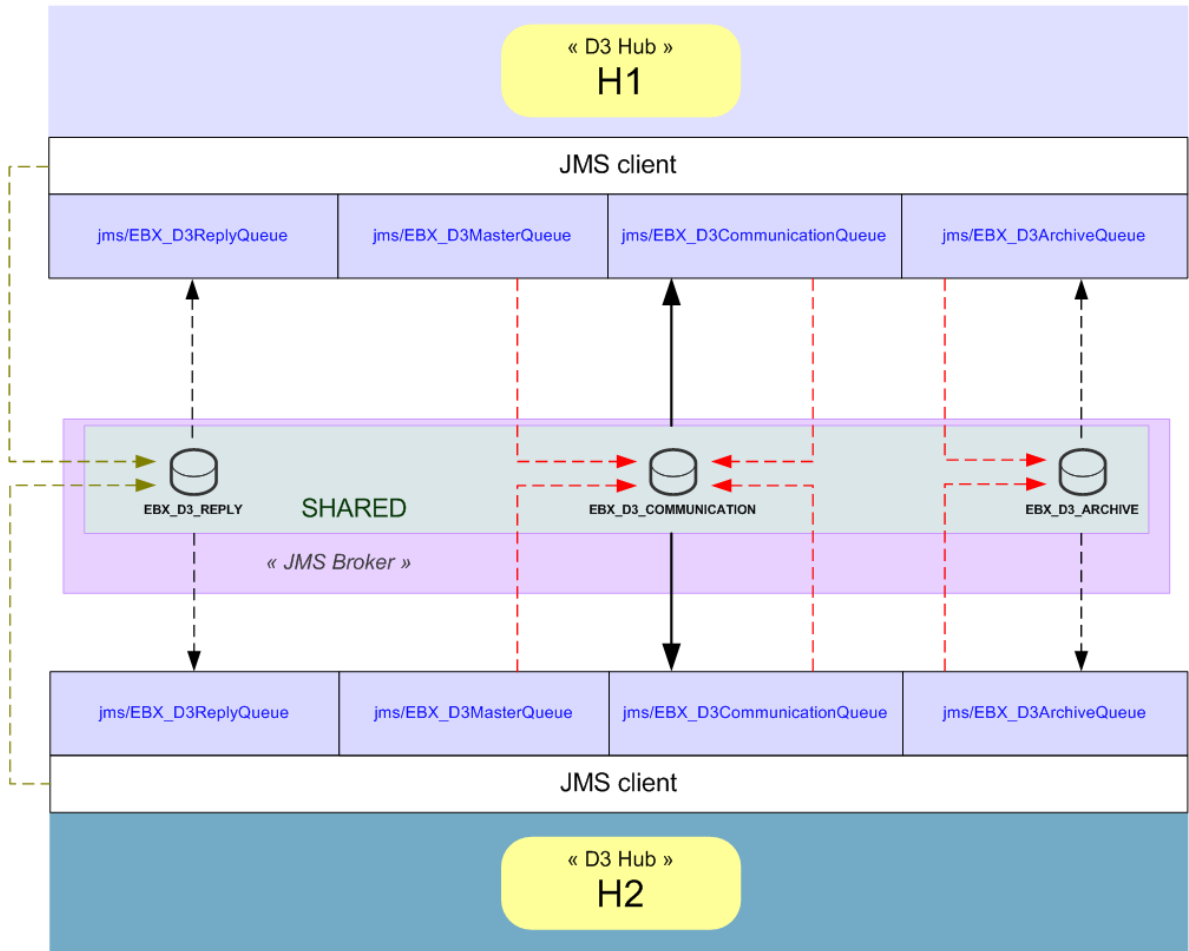 « D3 Hub »
H1
JMS client
jms/EBX_D3ReplyQueue
jms/EBX_D3MasterQueue
jms/EBX_D3CommunicationQueue
jms/EBX_D3ArchiveQueue
EBX_D3_REPLY
SHARED
EBX_D3_COMMUNICATION
EBX_D3_ARCHIVE
« JMS Broker »
jms/EBX_D3ReplyQueue
jms/EBX_D3MasterQueue
jms/EBX_D3CommunicationQueue
jms/EBX_D3ArchiveQueue
JMS client
« D3 Hub »
H2